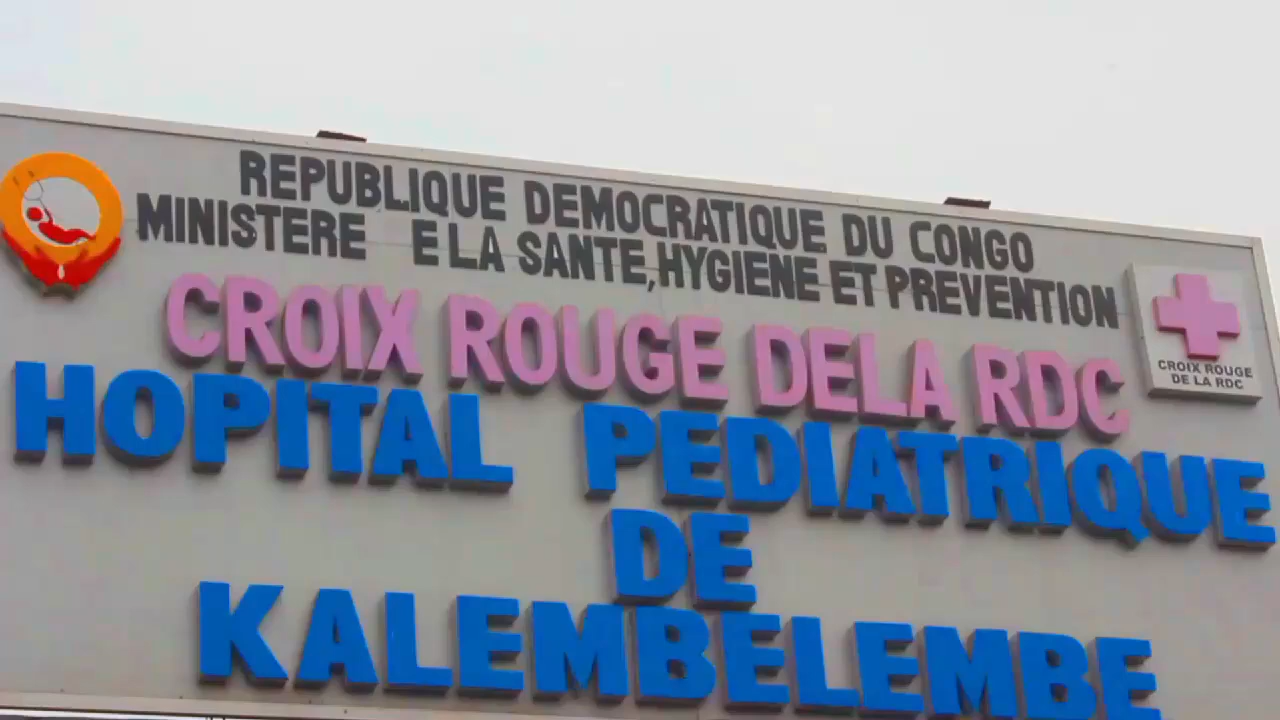 REPUBLIQUE DEMOCRATIQUE DU CONGO
MINISTERE E LA SANTE, HYGIENE ET PREVENTION
CROIX ROUGE DELA RDC
CROIX ROUGE
DE LA RDC
HOPITAL PEDIATRIQUE
DE
KALEMBELEMBE